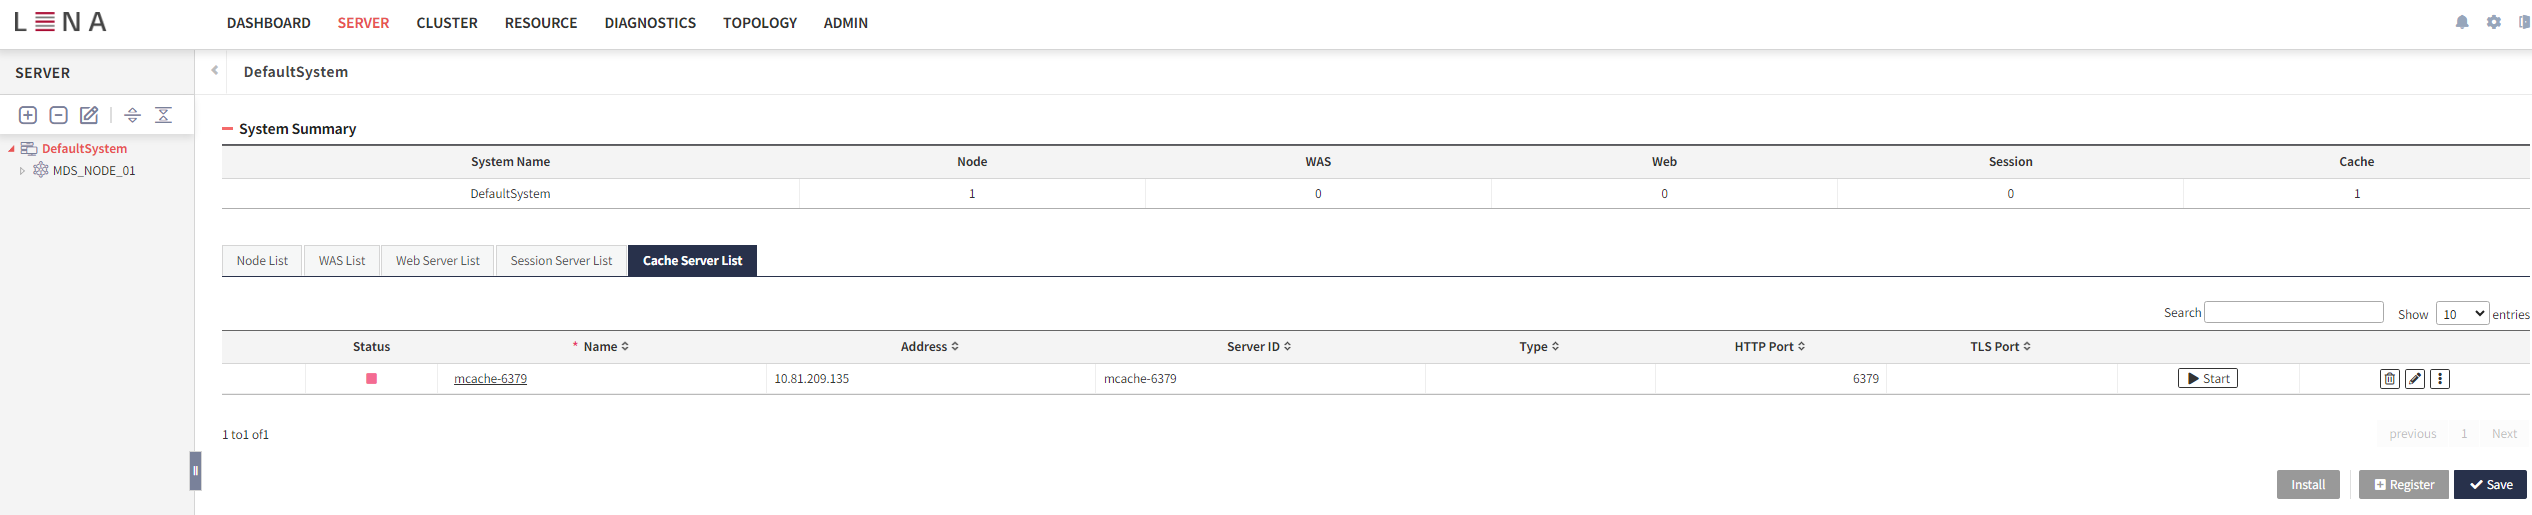 LENA
DASHBOARD SERVER CLUSTER RESOURCE DIAGNOSTICS TOPOLOGY ADMIN
SERVER
DefaultSystem
DefaultSystem
MDS_NODE_01
System Summary
System Name Node WAS Web Session Cache
DefaultSystem 1 0 0 0 1
Node List WAS List Web Server List Session Server List Cache Server List
Search Show 10 entries
Status * Name Address Server ID Type HTTP Port TLS Port
mcache-6379 10.81.209.135 mcache-6379 6379 Start
1 to1 of1
previous 1 Next
Install Register Save